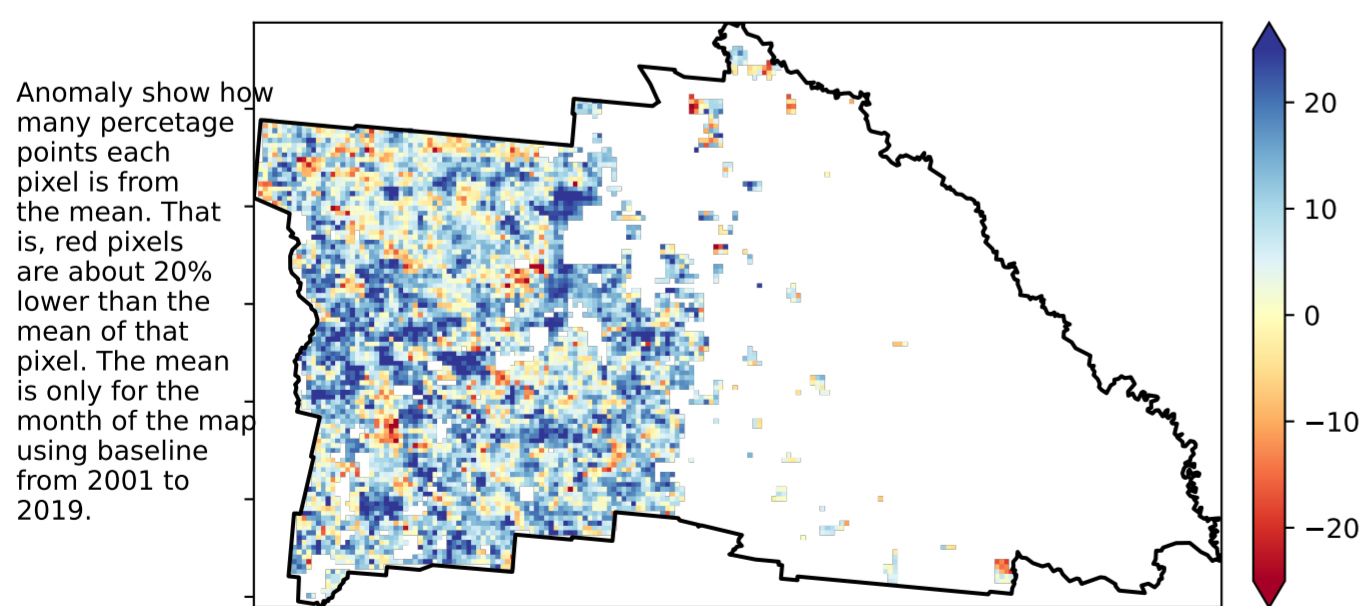 Anomaly show how
many percetage
points each
pixel is from
the mean. That
is, red pixels
are about 20%
lower than the
mean of that
pixel. The mean
is only for the
month of the map
using baseline
from 2001 to
2019.
20
10
0
−10
−20